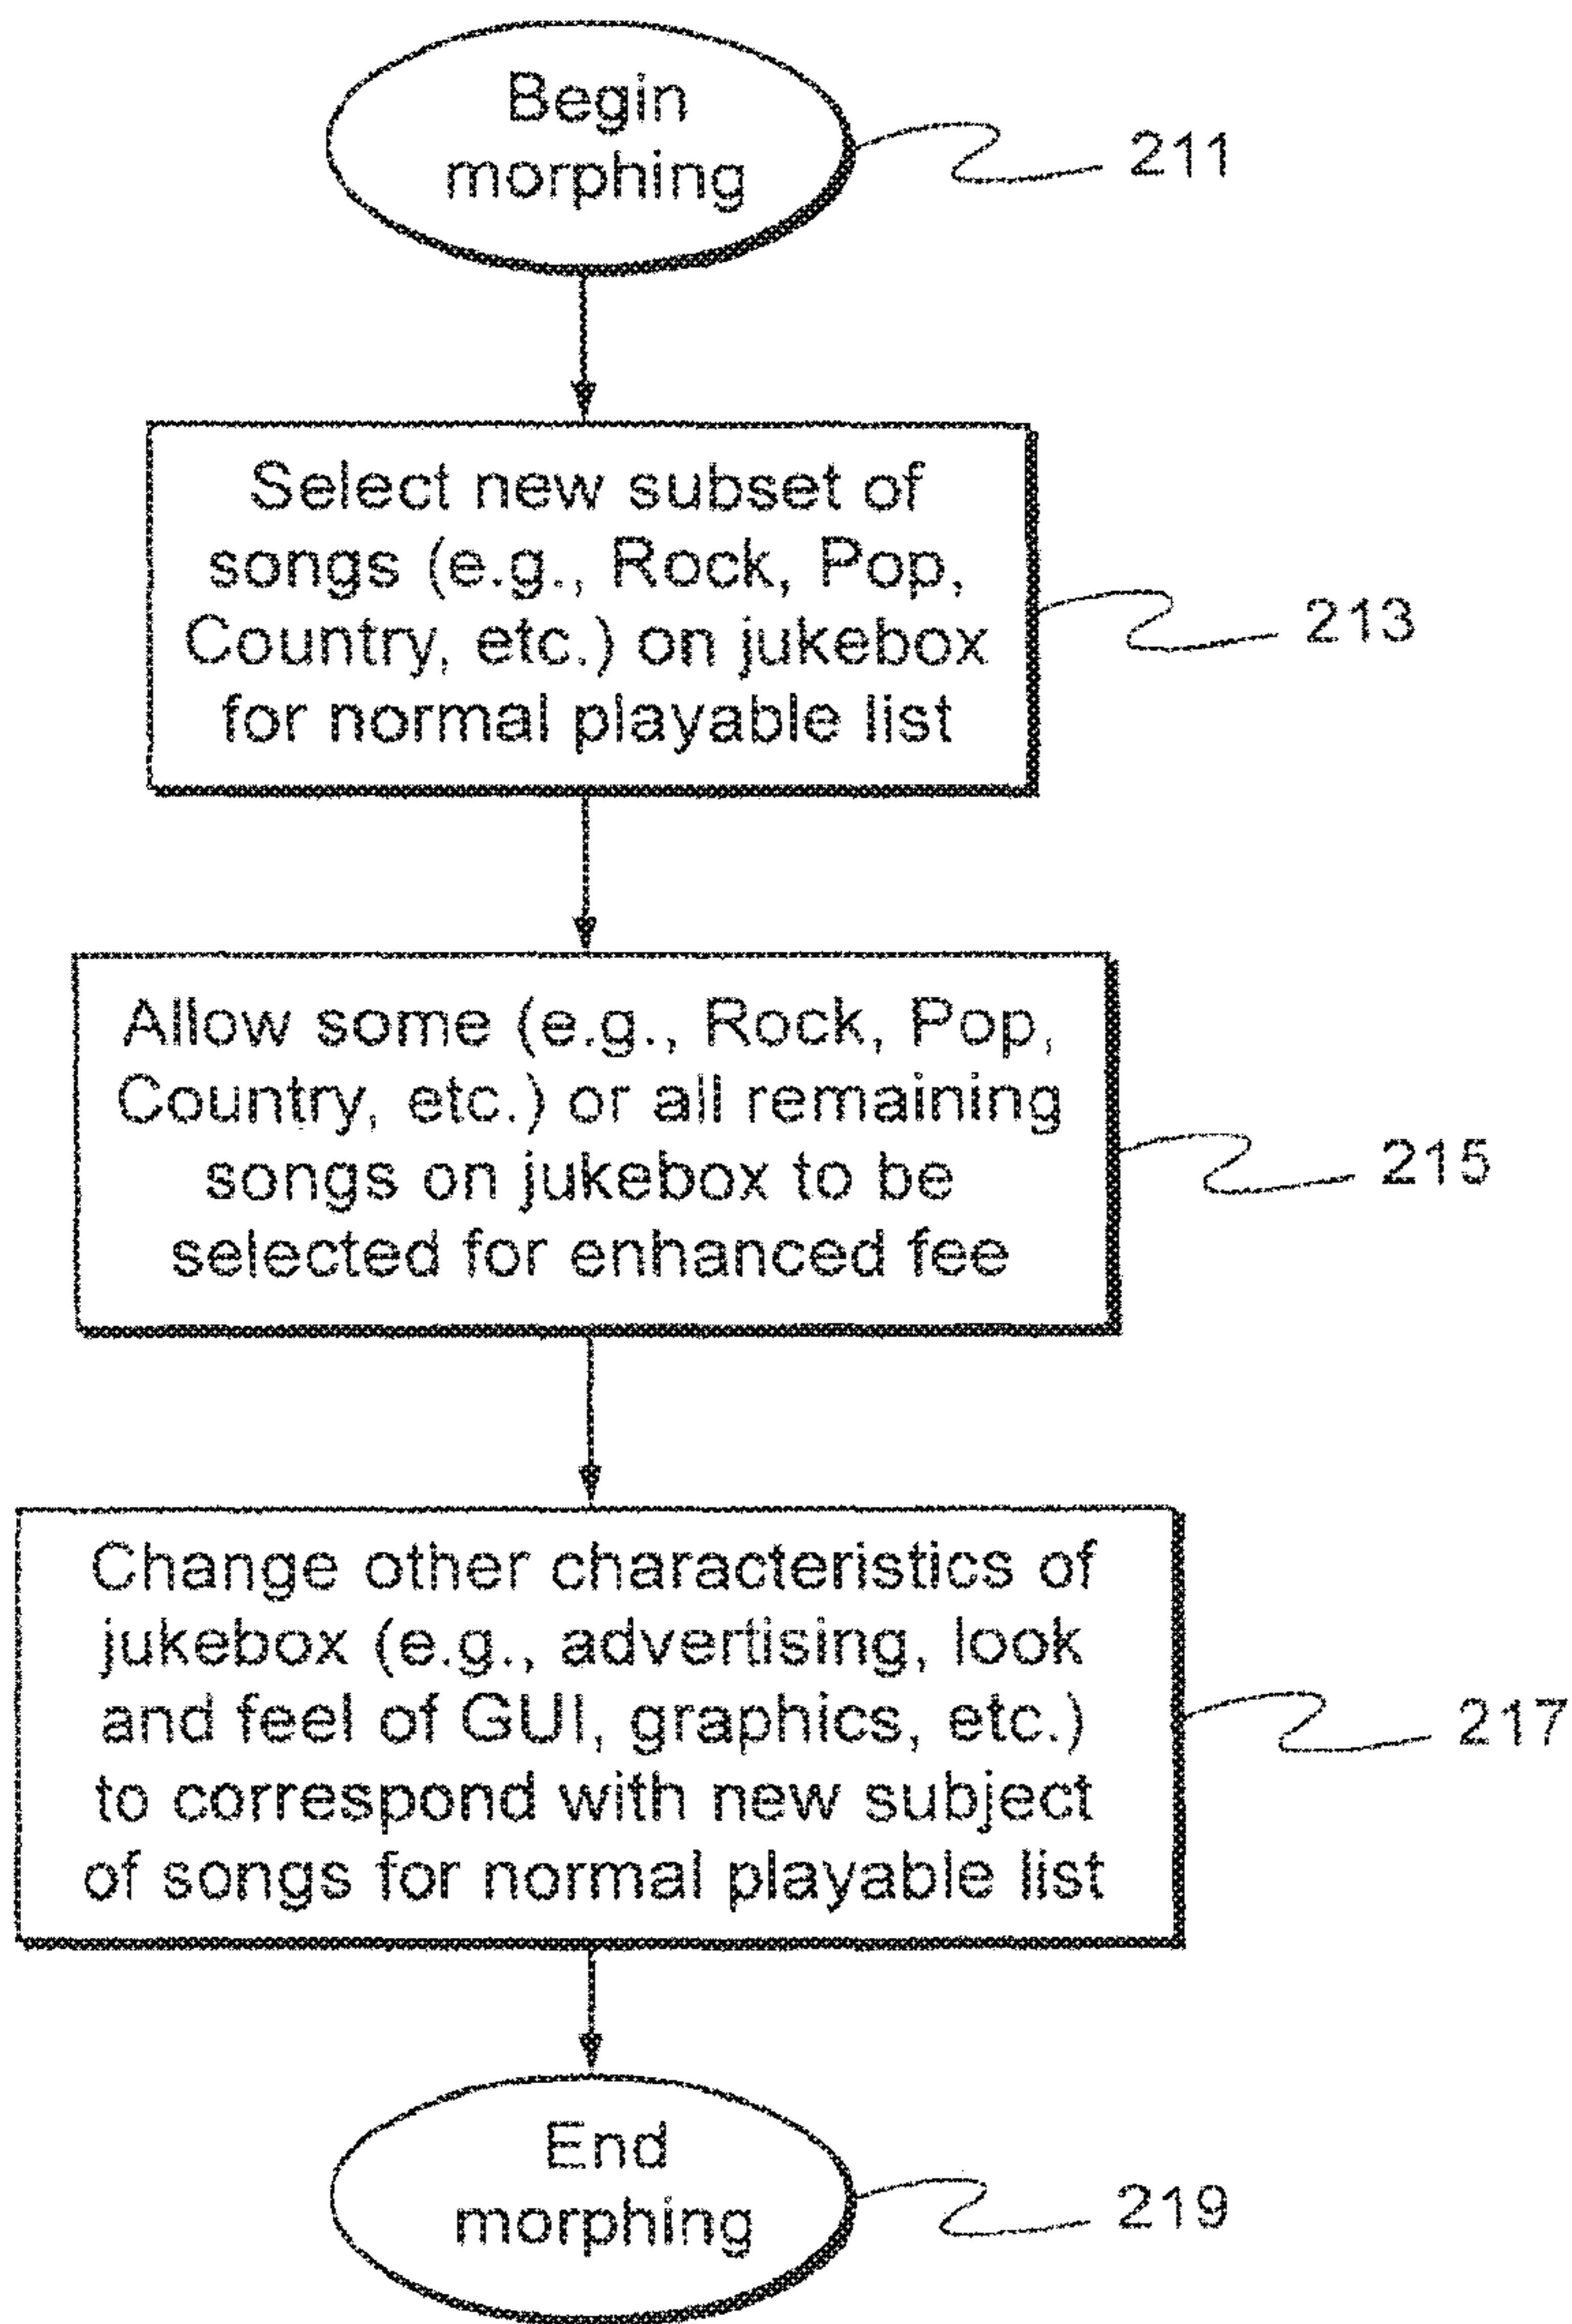 Begin
morphing
211
Select new subset of
songs (e.g., Rock, Pop,
Country, etc.) on jukebox
for normal playable list
213
Allow some (e.g., Rock, Pop,
Country, etc.) or all remaining
songs on jukebox to be
selected for enhanced fee
215
Change other characteristics of
jukebox (e.g., advertising, look
and feel of GUI, graphics, etc.)
to correspond with new subject
of songs for normal playable list
217
End
morphing
219